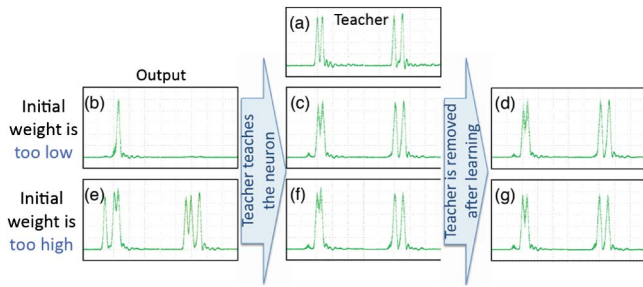 (a)
Teacher
Output
Initial
weight is
too low
(b)
Teacher teaches
the neuron
(c)
Teacher is removed
after learning
(d)
Initial
weight is
too high
(e)
(f)
(g)